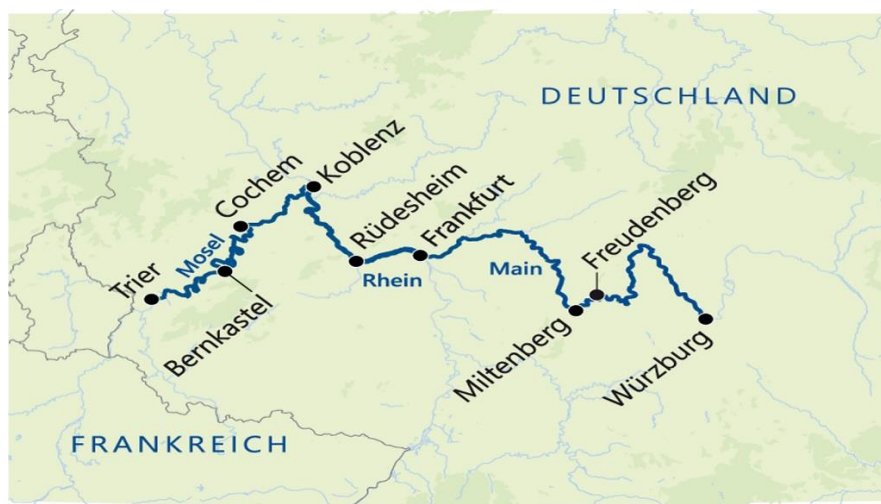 DEUTSCHLAND
Koblenz
Cochem
Rüdesheim
Frankfurt
Freudenberg
Mosel
Trier
Rhein
Main
Bernkastel
Miltenberg
Würzburg
FRANKREICH